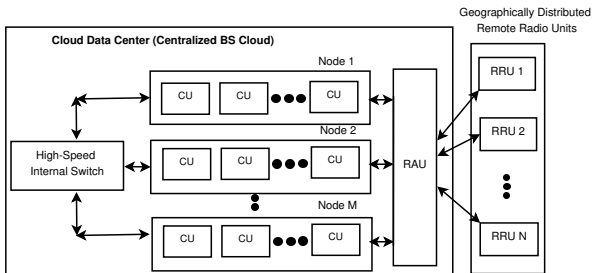 Geographically Distributed
Remote Radio Units
Cloud Data Center (Centralized BS Cloud)
Node 1
CU CU CU
Node 2
CU CU CU
Node M
CU CU CU
High-Speed
Internal Switch
RAU
RRU 1
RRU 2
RRU N